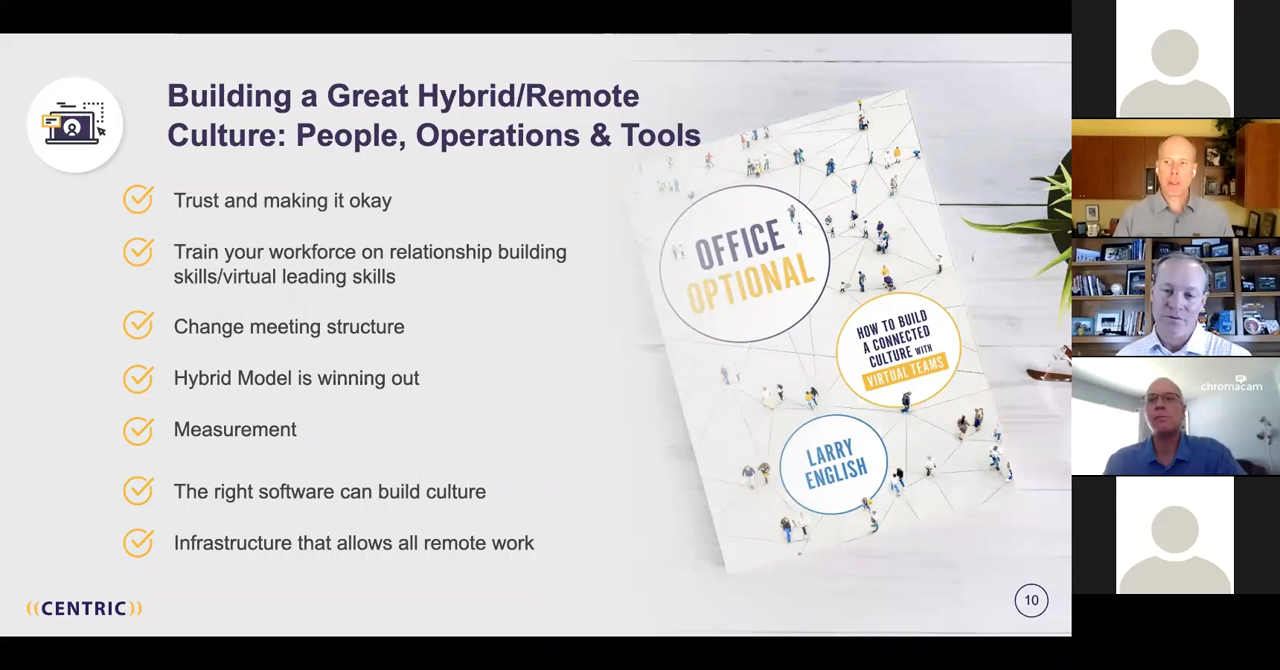 Building a Great Hybrid/Remote
Culture: People, Operations & Tools
Trust and making it okay
Train your workforce on relationship building
skills/virtual leading skills
Change meeting structure
Hybrid Model is winning out
Measurement
The right software can build culture
Infrastructure that allows all remote work
((CENTRIC))
OFFICE
OPTIONAL
HOW TO BUILD
A CONNECTED
CULTURE WITH
VIRTUAL TEAMS
LARRY
ENGLISH
10
chromacam